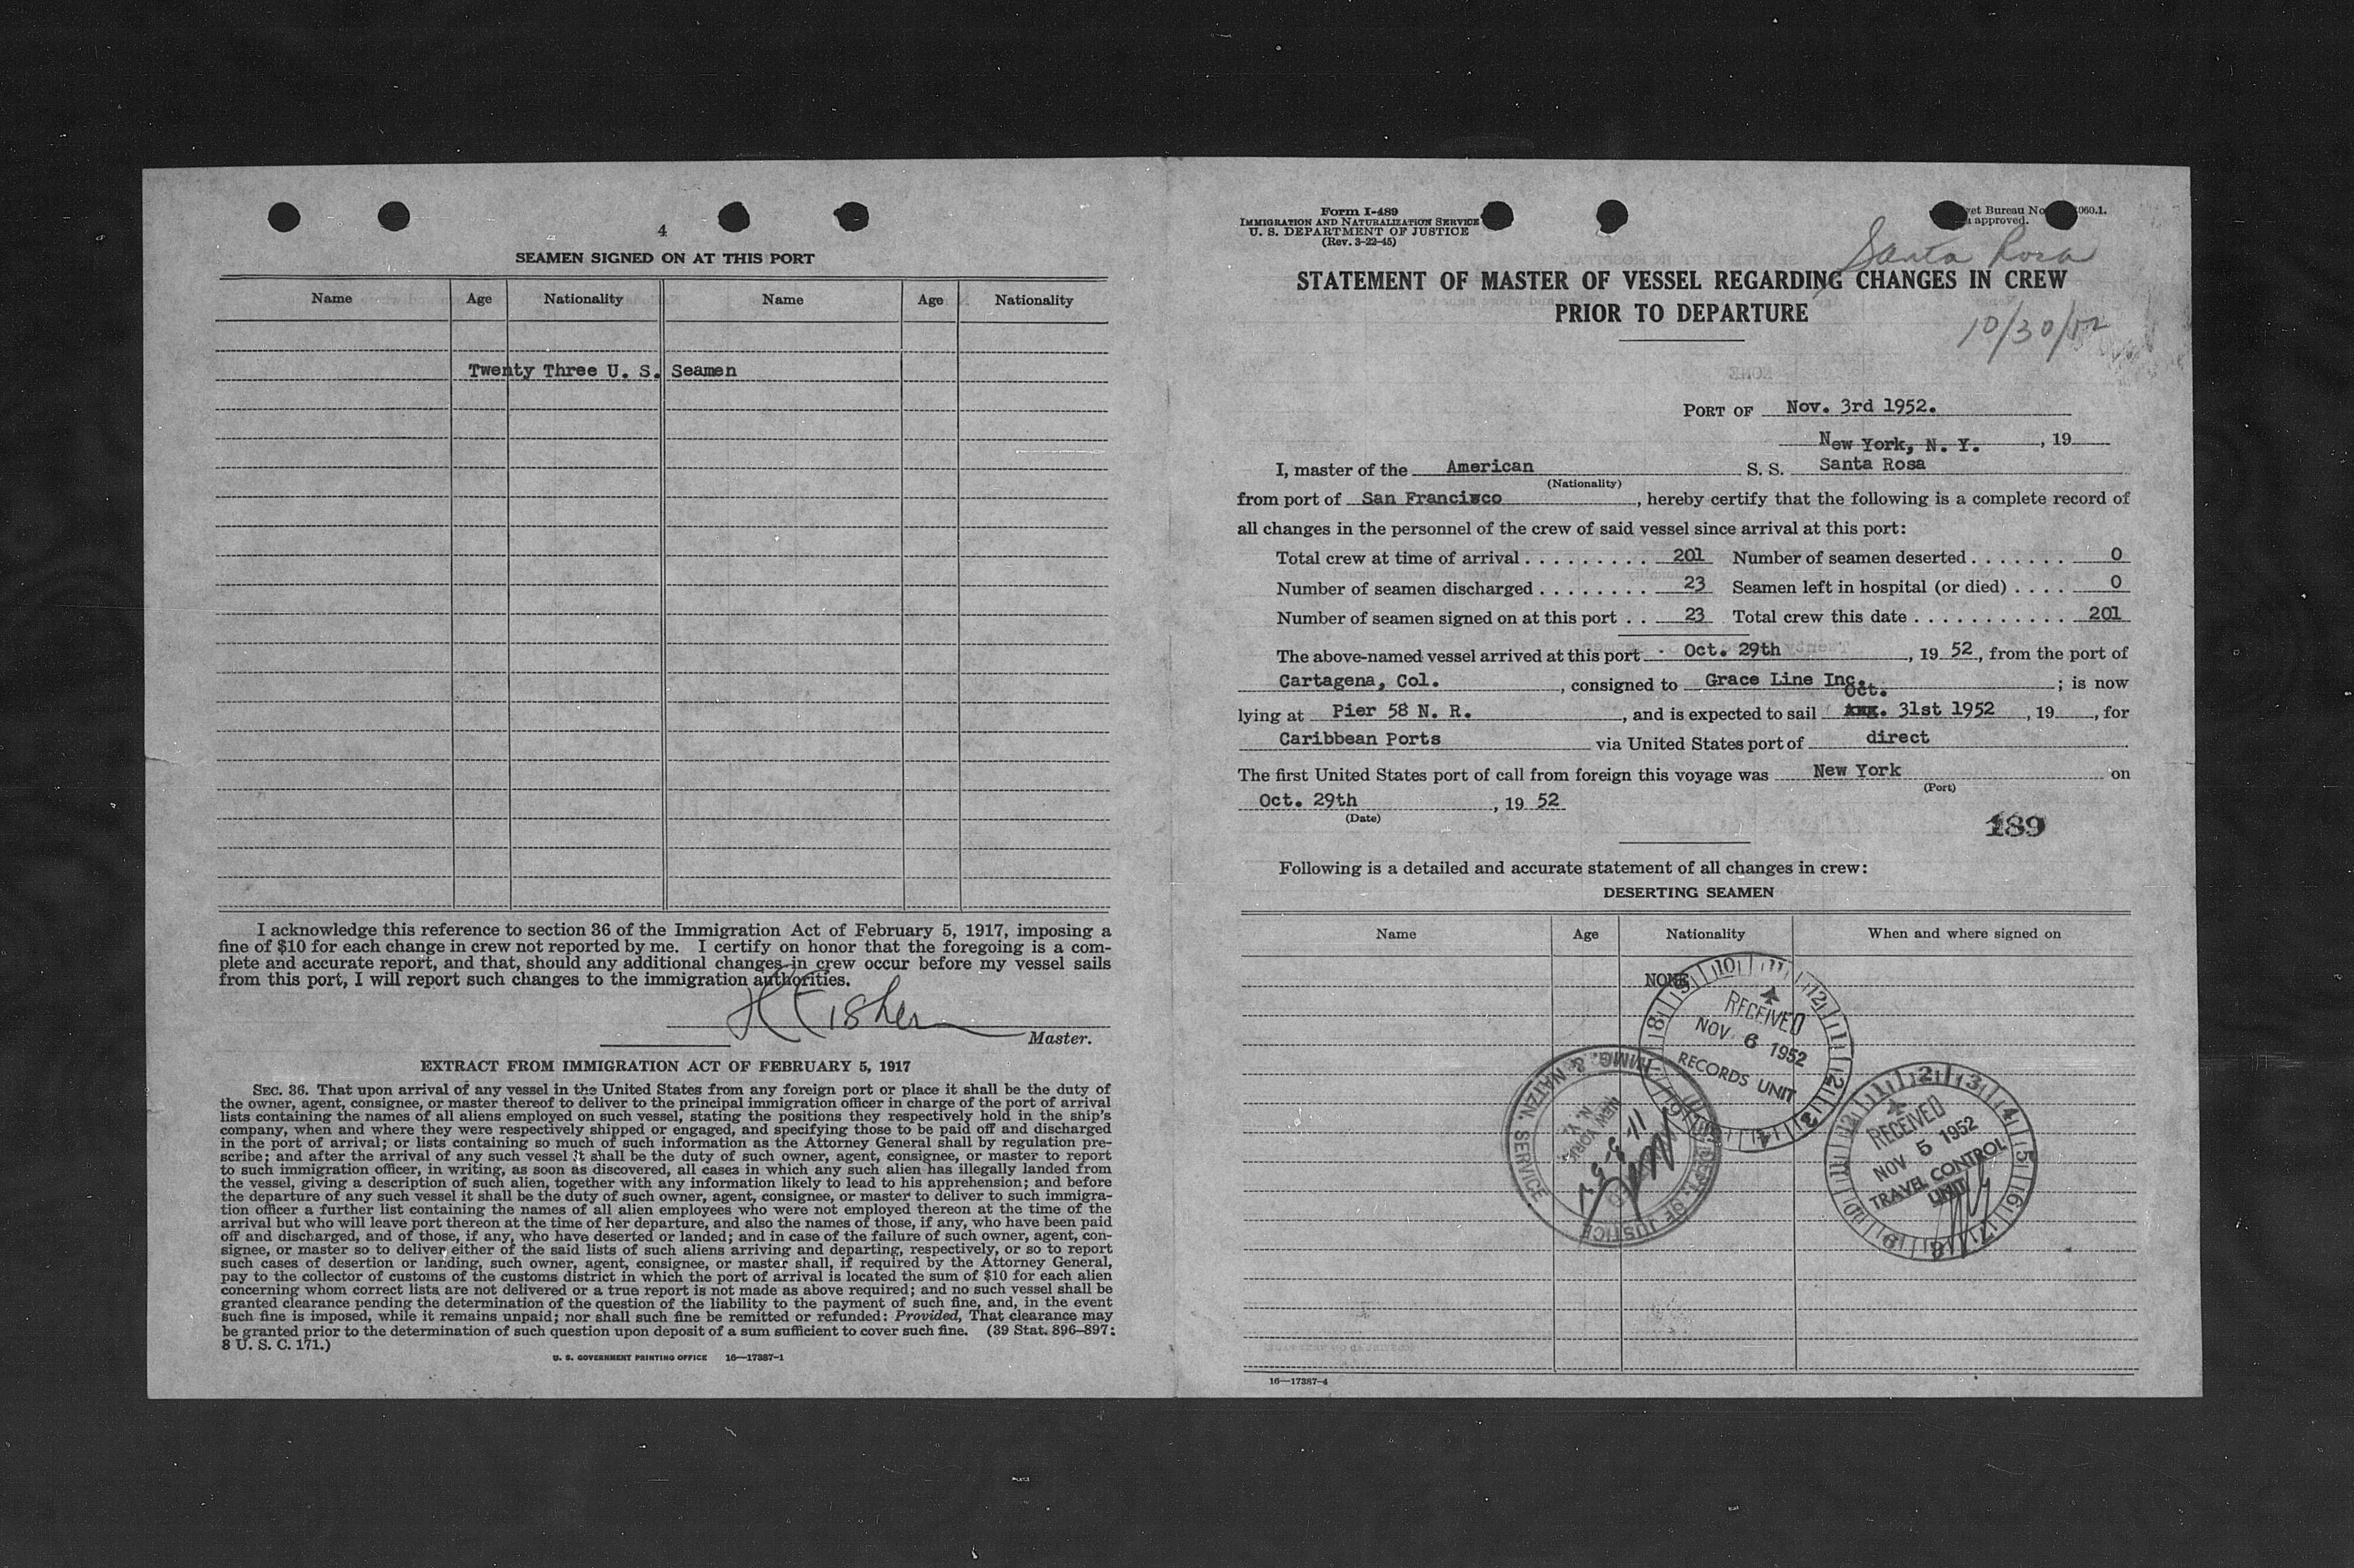 4
SEAMEN SIGNED ON AT THIS PORT
Name Age Nationality Name Age Nationality
Twenty Three U. S. Seamen
I acknowledge this reference to section 36 of the Immigration Act of February 5, 1917, imposing a
fine of $10 for each change in crew not reported by me. I certify on honor that the foregoing is a com-
plete and accurate report, and that, should any additional changes in crew occur before my vessel sails
from this port, I will report such changes to the immigration authorities.
Master.
EXTRACT FROM IMMIGRATION ACT OF FEBRUARY 5, 1917
SEC. 36. That upon arrival of any vessel in the United States from any foreign port or place it shall be the duty of
the owner, agent, consignee, or master thereof to deliver to the principal immigration officer in charge of the port of arrival
lists containing the names of all aliens employed on such vessel, stating the positions they respectively hold in the ship's
company, when and where they were respectively shipped or engaged, and specifying those to be paid off and discharged
in the port of arrival; or lists containing so much of such information as the Attorney General shall by regulation pre-
scribe; and after the arrival of any such vessel it shall be the duty of such owner, agent, consignee, or master to report
to such immigration officer, in writing, as soon as discovered, all cases in which any such alien has illegally landed from
the vessel, giving a description of such alien, together with any information likely to lead to his apprehension; and before
the departure of any such vessel it shall be the duty of such owner, agent, consignee, or master to deliver to such immigra-
tion officer a further list containing the names of all alien employees who were not employed thereon at the time of the
arrival but who will leave port thereon at the time of her departure, and also the names of those, if any, who have been paid
off and discharged, and of those, if any, who have deserted or landed; and in case of the failure of such owner, agent, con-
signee, or master so to deliver either of the said lists of such aliens arriving and departing, respectively, or so to report
such cases of desertion or landing, such owner, agent, consignee, or master shall, if required by the Attorney General,
pay to the collector of customs of the customs district in which the port of arrival is located the sum of $10 for each alien
concerning whom correct lists are not delivered or a true report is not made as above required; and no such vessel shall be
granted clearance pending the determination of the question of the liability to the payment of such fine, and, in the event
such fine is imposed, while it remains unpaid; nor shall such fine be remitted or refunded: Provided, That clearance may
be granted prior to the determination of such question upon deposit of a sum sufficient to cover such fine. (39 Stat. 896–897;
8 U. S. C. 171.)
U. S. GOVERNMENT PRINTING OFFICE 16—17387-1
Form I-489
IMMIGRATION AND NATURALIZATION SERVICE
U. S. DEPARTMENT OF JUSTICE
(Rev. 3-22-45)
Bureau No. 060.1.
approved.
Santa Rosa
STATEMENT OF MASTER OF VESSEL REGARDING CHANGES IN CREW
PRIOR TO DEPARTURE
10/30/52
PORT OF Nov. 3rd 1952.
New York, N. Y. , 19
I, master of the American S. S. Santa Rosa
(Nationality)
from port of San Francisco , hereby certify that the following is a complete record of
all changes in the personnel of the crew of said vessel since arrival at this port:
Total crew at time of arrival . . . . . . . . . 201 Number of seamen deserted . . . . . . . 0
Number of seamen discharged . . . . . . . . 23 Seamen left in hospital (or died) . . . . 0
Number of seamen signed on at this port . . 23 Total crew this date . . . . . . . . . . . 201
The above-named vessel arrived at this port Oct. 29th , 19 52 , from the port of
Cartagena, Col. , consigned to Grace Line Inc. ; is now
Oct.
lying at Pier 58 N. R. , and is expected to sail 31st 1952 , 19 , for
Caribbean Ports via United States port of direct
The first United States port of call from foreign this voyage was New York on
(Port)
Oct. 29th , 19 52
(Date)
189
Following is a detailed and accurate statement of all changes in crew:
DESERTING SEAMEN
Name Age Nationality When and where signed on
NONE
RECEIVED
NOV 6 1952
RECORDS UNIT
IMMIG. & NATZN. SERVICE
NEW YORK, N. Y.
DEPT. OF JUSTICE
RECEIVED
NOV 5 1952
TRAVEL CONTROL
UNIT
16—17387-4